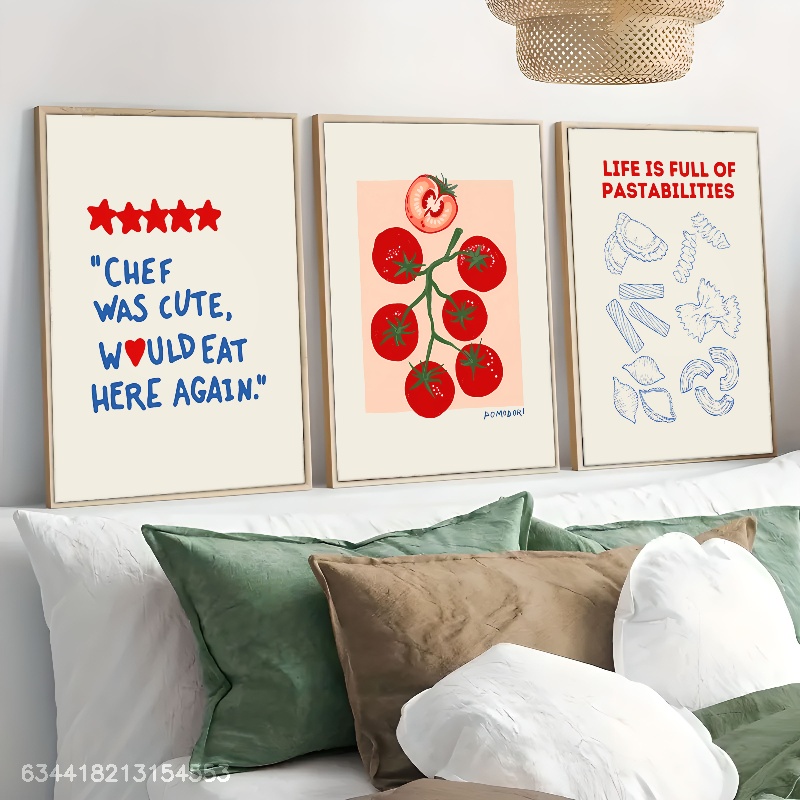 "CHEF
WAS CUTE,
WOULD EAT
HERE AGAIN."
POMODORI
LIFE IS FULL OF
PASTABILITIES
634418213154553